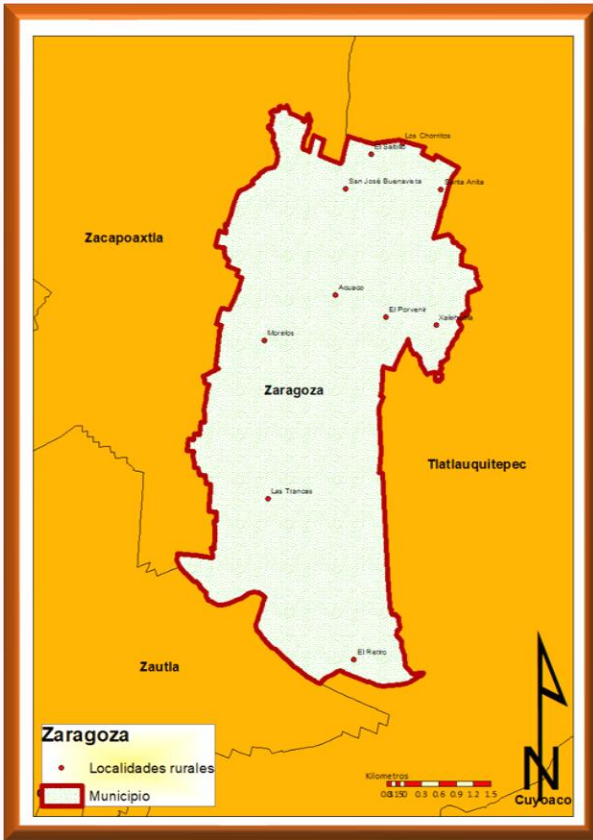 Los Chorritos
El Saltillo
San José Buenavista
Santa Anita
Zacapoaxtla
Acuaco
El Porvenir
Morelos
Zaragoza
Tlatlauquitepec
Las Trancas
El Retiro
Zautla
Zaragoza
Localidades rurales
Municipio
Kilometros
0.3 0.6 0.9 1.2 1.5
N
Cuyoaco